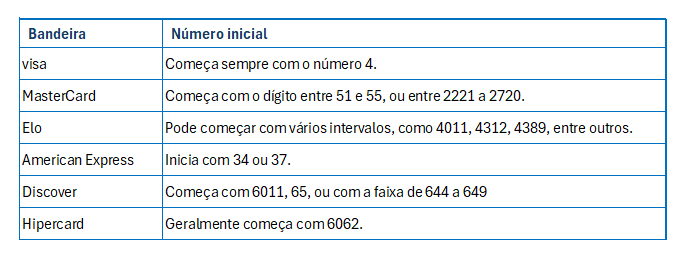 Bandeira Número inicial
visa Começa sempre com o número 4.
MasterCard Começa com o dígito entre 51 e 55, ou entre 2221 a 2720.
Elo Pode começar com vários intervalos, como 4011, 4312, 4389, entre outros.
American Express Inicia com 34 ou 37.
Discover Começa com 6011, 65, ou com a faixa de 644 a 649
Hipercard Geralmente começa com 6062.